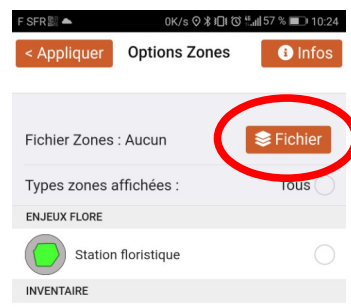 F SFR 0K/s 57 % 10:24
< Appliquer Options Zones Infos
Fichier Zones : Aucun Fichier
Types zones affichées : Tous
ENJEUX FLORE
Station floristique
INVENTAIRE